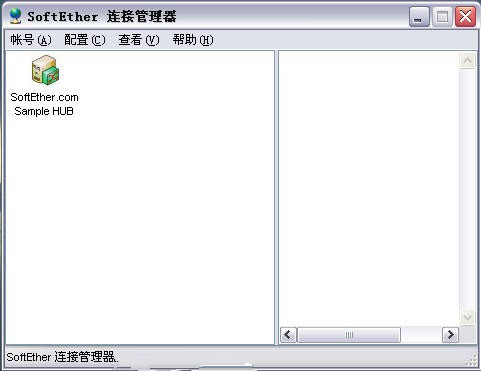 SoftEther 连接管理器
帐号(A) 配置(C) 查看(V) 帮助(H)
SoftEther.com
Sample HUB
SoftEther 连接管理器.